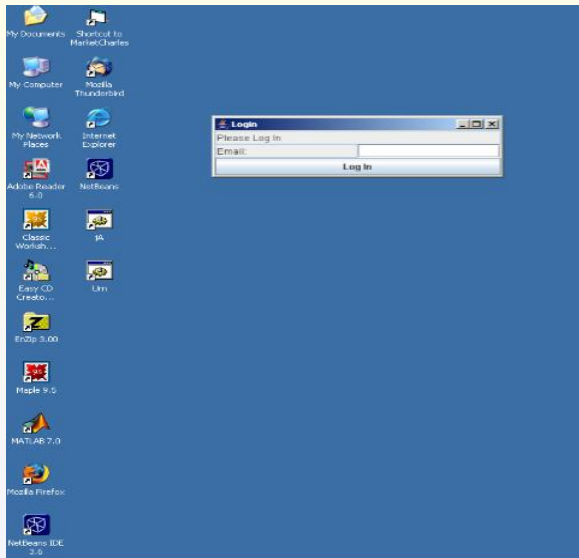 My Documents
Shortcut to
MarketCharles
My Computer
Mozilla
Thunderbird
My Network
Places
Internet
Explorer
Adobe Reader
6.0
NetBeans
Classic
Worksh...
jA
Easy CD
Creato...
Urn
EnZip 3.00
Maple 9.5
MATLAB 7.0
Mozilla Firefox
NetBeans IDE
3.6
Login
Please Log In
Email:
Log In